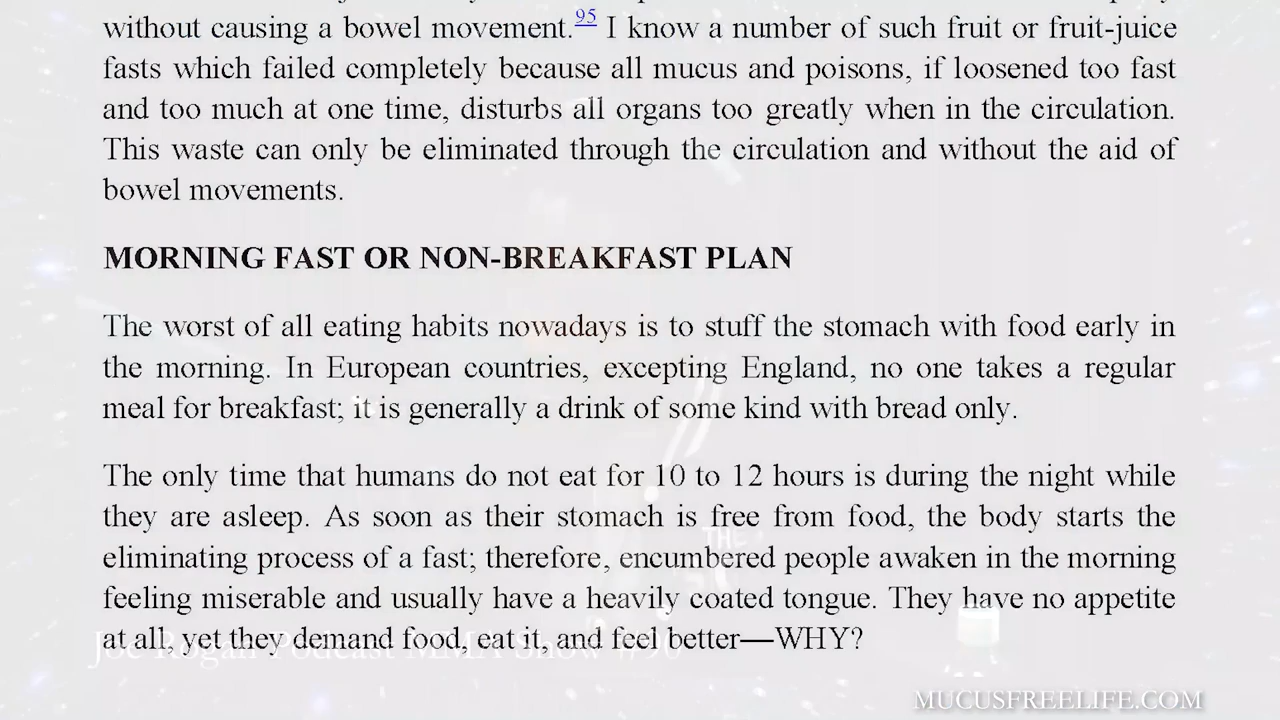 without causing a bowel movement.95 I know a number of such fruit or fruit-juice
fasts which failed completely because all mucus and poisons, if loosened too fast
and too much at one time, disturbs all organs too greatly when in the circulation.
This waste can only be eliminated through the circulation and without the aid of
bowel movements.
MORNING FAST OR NON-BREAKFAST PLAN
The worst of all eating habits nowadays is to stuff the stomach with food early in
the morning. In European countries, excepting England, no one takes a regular
meal for breakfast; it is generally a drink of some kind with bread only.
The only time that humans do not eat for 10 to 12 hours is during the night while
they are asleep. As soon as their stomach is free from food, the body starts the
eliminating process of a fast; therefore, encumbered people awaken in the morning
feeling miserable and usually have a heavily coated tongue. They have no appetite
at all, yet they demand food, eat it, and feel better—WHY?
Joe Rogan Podcast MMA Show #90
THE
MUCUSFREELIFE.COM